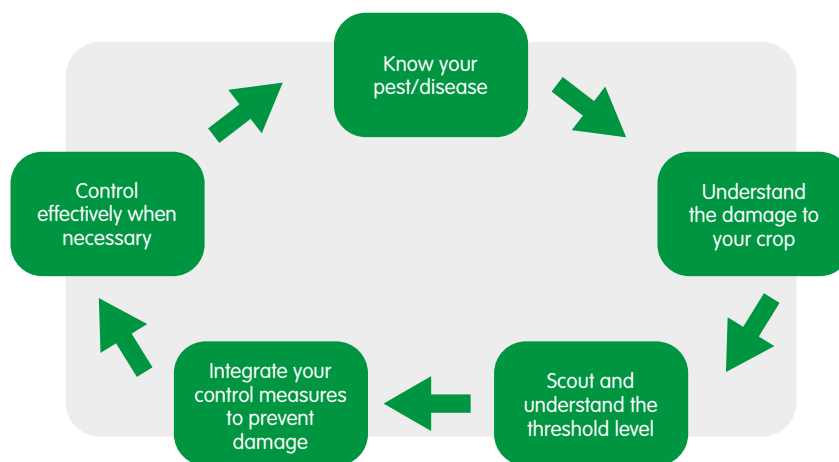 Know your
pest/disease
Understand
the damage to
your crop
Scout and
understand the
threshold level
Integrate your
control measures
to prevent
damage
Control
effectively when
necessary